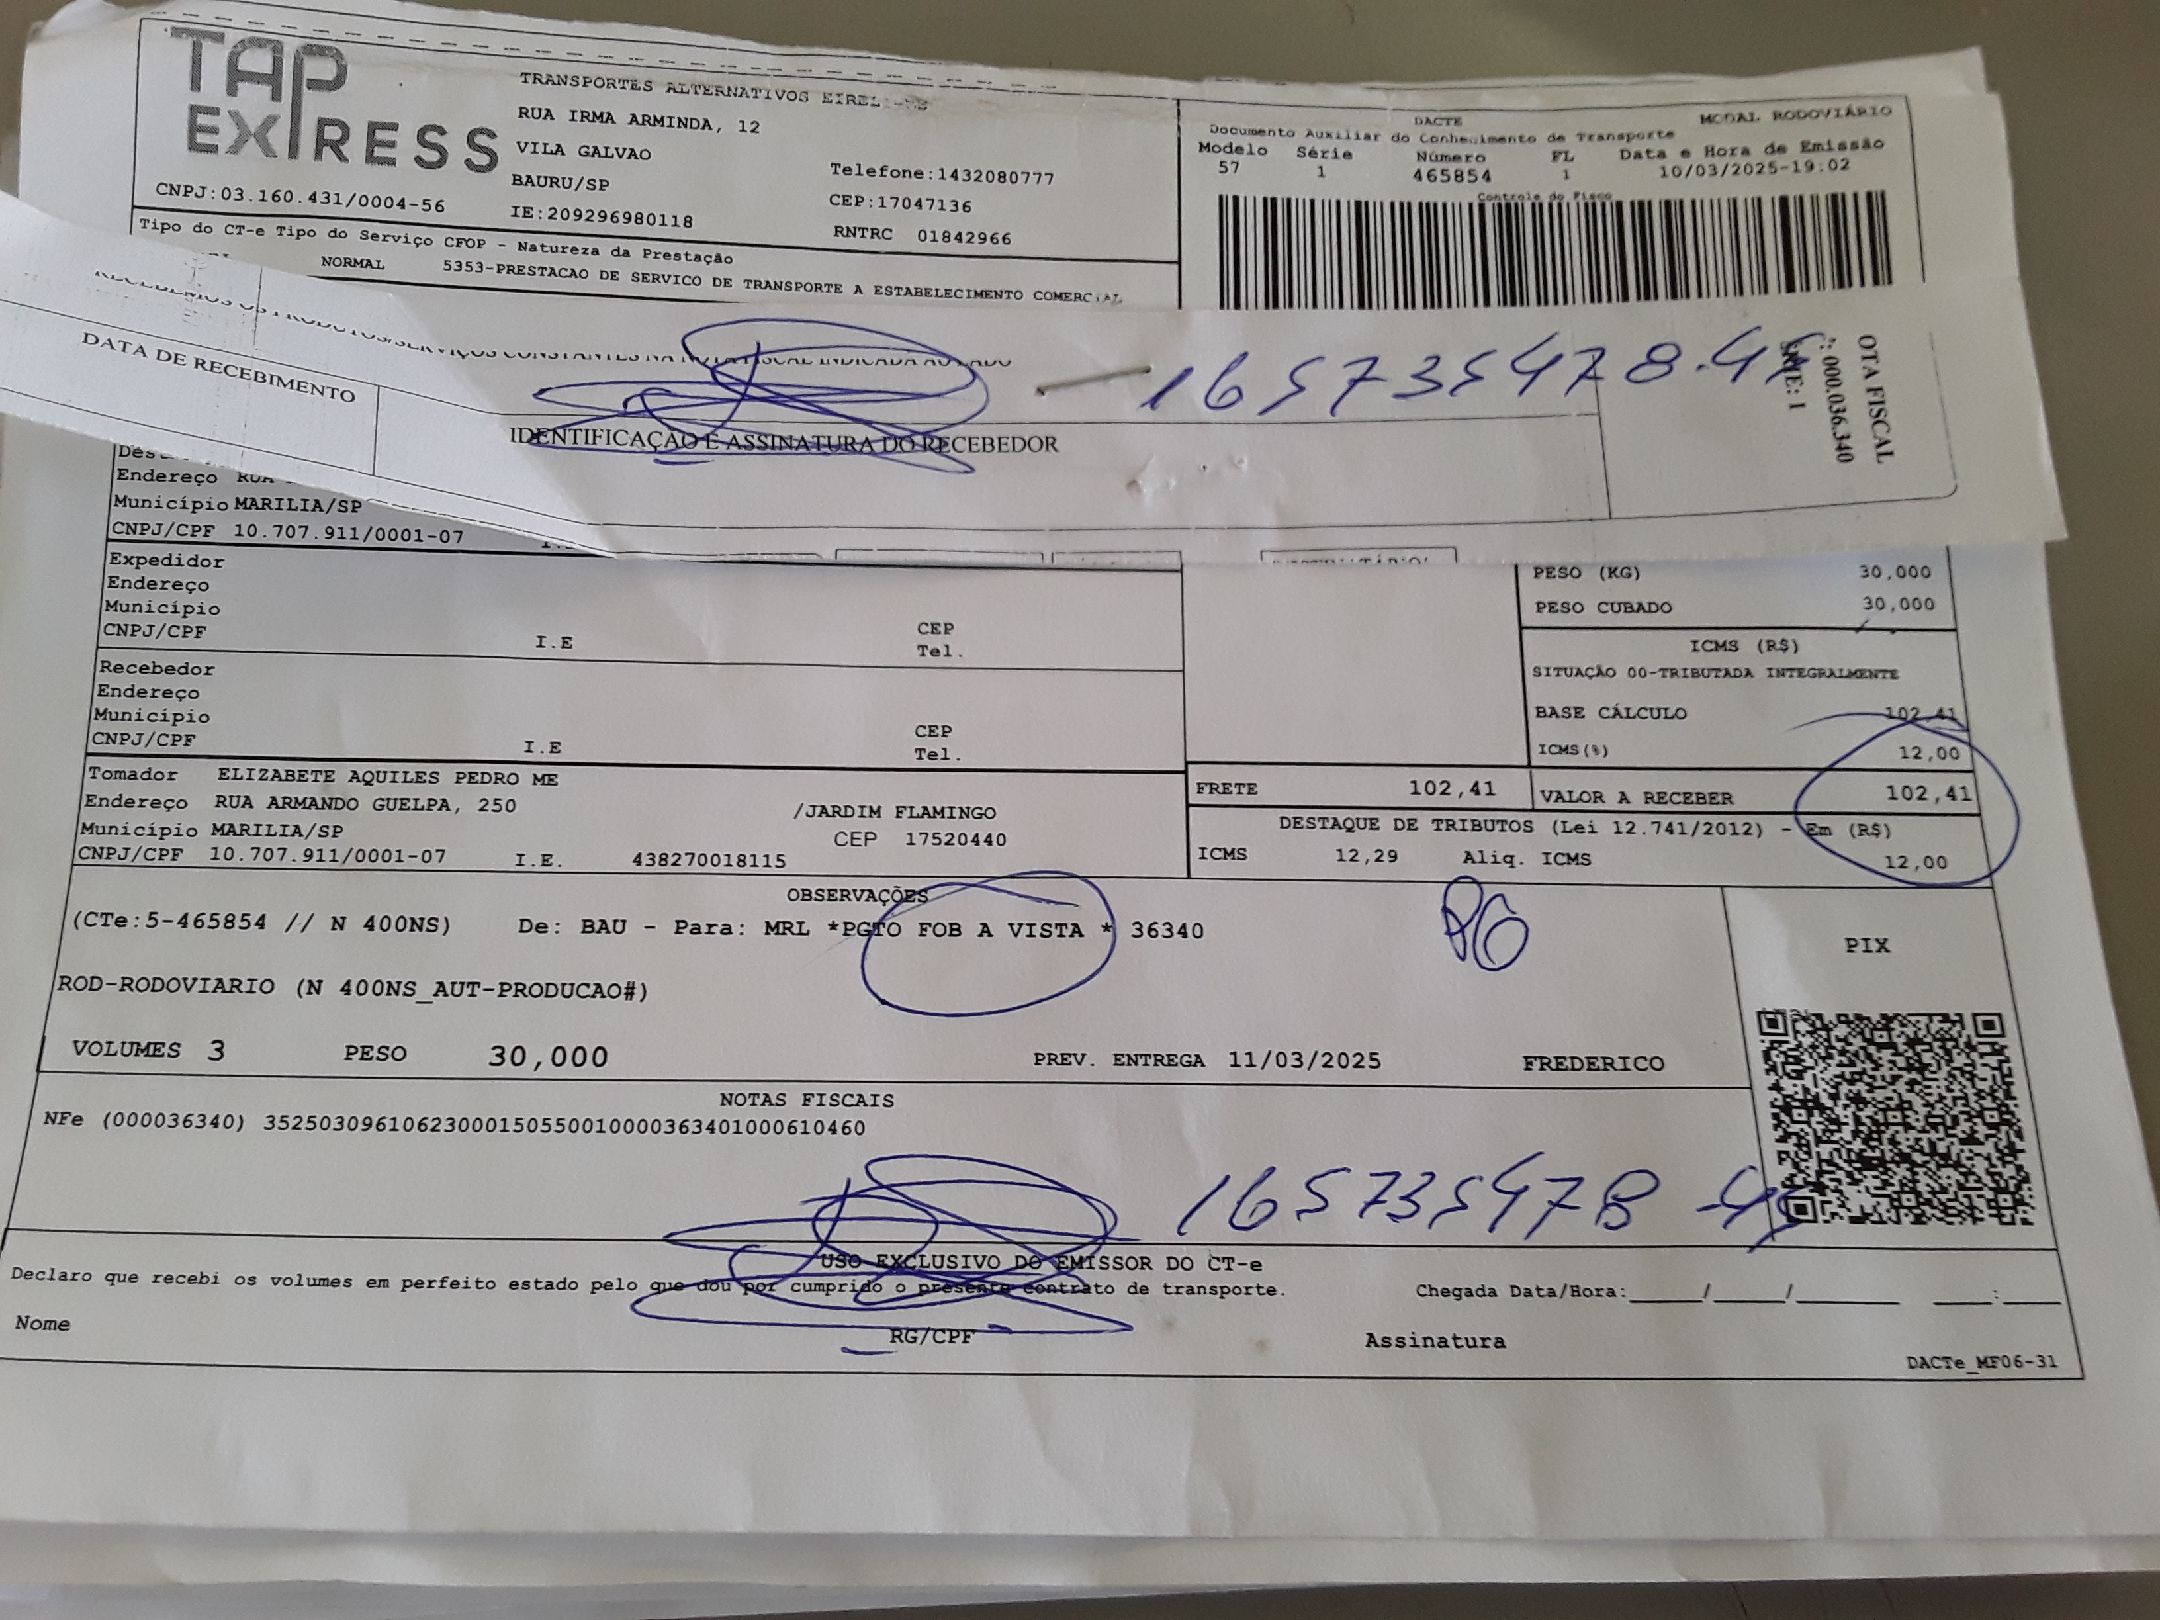 TAP
EXPRESS
CNPJ:03.160.431/0004-56
TRANSPORTES ALTERNATIVOS
RUA IRMA ARMINDA, 12
VILA GALVAO
BAURU/SP
IE:209296980118
Telefone:1432080777
CEP:17047136
RNTRC 01842966
DACTE
MODAL RODOVIÁRIO
Documento Auxiliar do Conhecimento de Transporte
Modelo Série Número FL Data e Hora de Emissão
57 1 465854 1 10/03/2025-19:02
Controle do Fisco
Tipo do CT-e Tipo do Serviço CFOP - Natureza da Prestação
NORMAL 5353-PRESTACAO DE SERVICO DE TRANSPORTE A ESTABELECIMENTO COMERCIAL
DATA DE RECEBIMENTO
IDENTIFICAÇÃO E ASSINATURA DO RECEBEDOR
OTA FISCAL
º: 000.036.340
RIE: 1
Endereço RUA
Município MARILIA/SP
CNPJ/CPF 10.707.911/0001-07
Expedidor
Endereço
Município
CNPJ/CPF I.E CEP
Tel.
Recebedor
Endereço
Município
CNPJ/CPF I.E CEP
Tel.
Tomador ELIZABETE AQUILES PEDRO ME
Endereço RUA ARMANDO GUELPA, 250 /JARDIM FLAMINGO
Município MARILIA/SP CEP 17520440
CNPJ/CPF 10.707.911/0001-07 I.E. 438270018115
PESO (KG) 30,000
PESO CUBADO 30,000
ICMS (R$)
SITUAÇÃO 00-TRIBUTADA INTEGRALMENTE
BASE CÁLCULO 102,41
ICMS(%) 12,00
FRETE 102,41 VALOR A RECEBER 102,41
DESTAQUE DE TRIBUTOS (Lei 12.741/2012) - Em (R$)
ICMS 12,29 Aliq. ICMS 12,00
OBSERVAÇÕES
(CTe:5-465854 // N 400NS) De: BAU - Para: MRL *PGTO FOB A VISTA * 36340
PG
PIX
ROD-RODOVIARIO (N 400NS_AUT-PRODUCAO#)
VOLUMES 3 PESO 30,000 PREV. ENTREGA 11/03/2025 FREDERICO
NOTAS FISCAIS
NFe (000036340) 35250309610623000150550010000363401000610460
USO EXCLUSIVO DO EMISSOR DO CT-e
Declaro que recebi os volumes em perfeito estado pelo que dou por cumprido o presente contrato de transporte.
Chegada Data/Hora:_____/_____/_______ ____:____
Nome RG/CPF Assinatura
DACTe_MF06-31